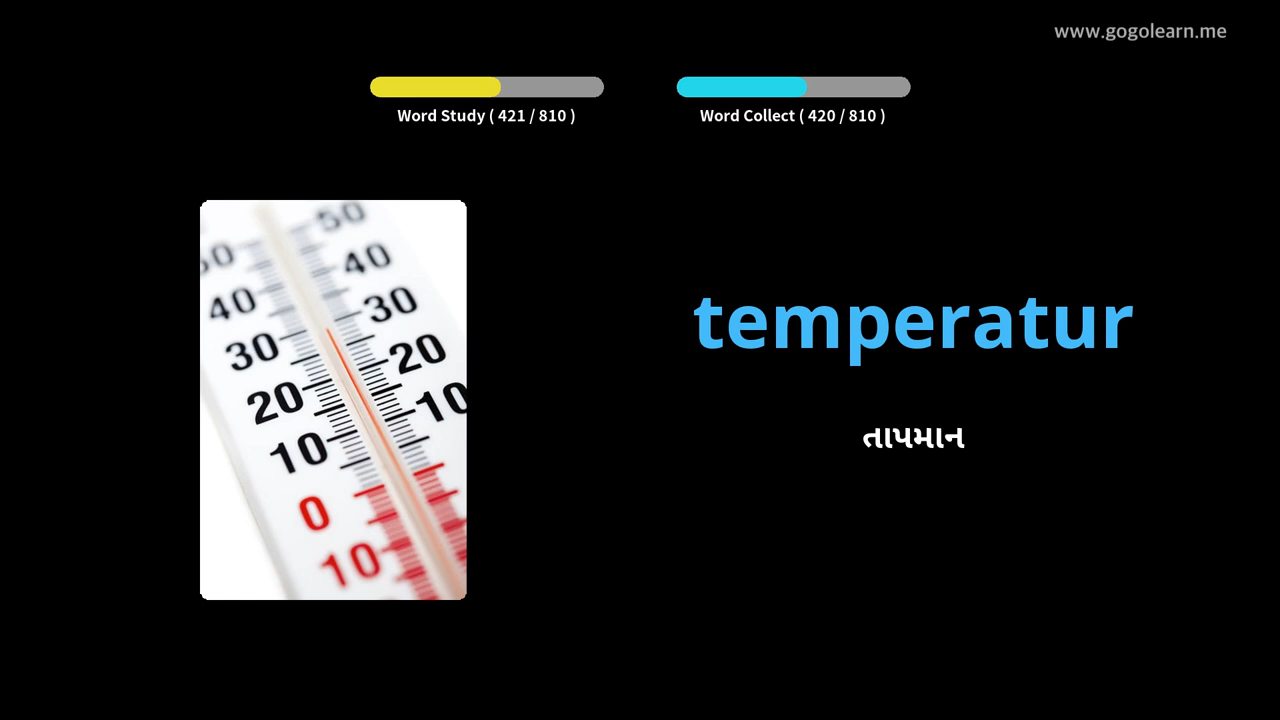 www.gogolearn.me
Word Study ( 421 / 810 )
Word Collect ( 420 / 810 )
50
50 40
40 30
30 20
20 10
10
0
10
temperatur
તાપમાન